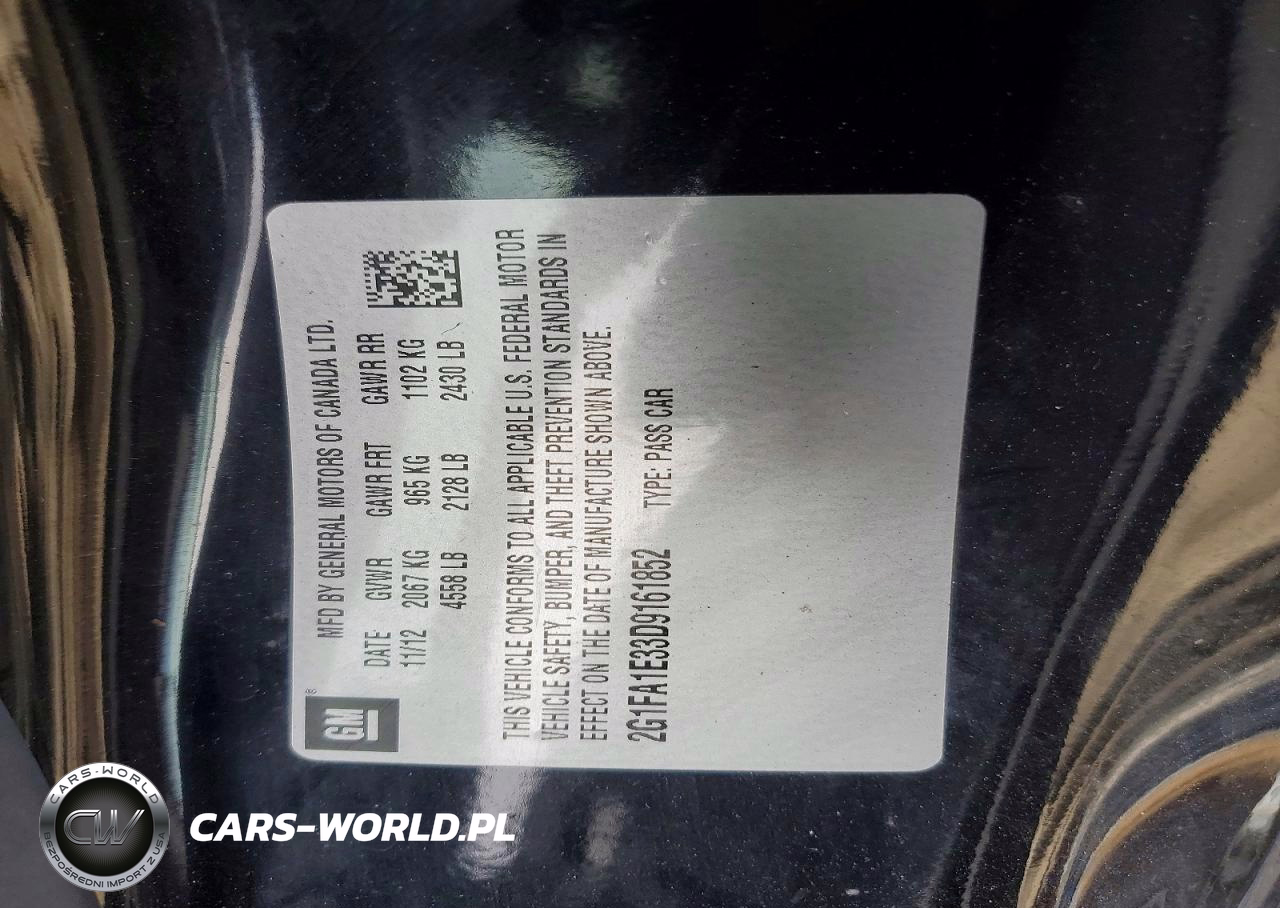 GM®
MFD BY GENERAL MOTORS OF CANADA LTD.
DATE GVWR GAWR FRT GAWR RR
11/12 2067 KG 965 KG 1102 KG
4558 LB 2128 LB 2430 LB
THIS VEHICLE CONFORMS TO ALL APPLICABLE U.S. FEDERAL MOTOR
VEHICLE SAFETY, BUMPER, AND THEFT PREVENTION STANDARDS IN
EFFECT ON THE DATE OF MANUFACTURE SHOWN ABOVE.
2G1FA1E33D9161852 TYPE: PASS CAR
CARS-WORLD
CW
BEZPOŚREDNI IMPORT Z USA
CARS-WORLD.PL